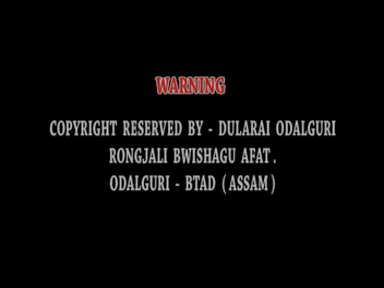 WARNING
COPYRIGHT RESERVED BY - DULARAI ODALGURI
RONGJALI BWISHAGU AFAT.
ODALGURI - BTAD (ASSAM)